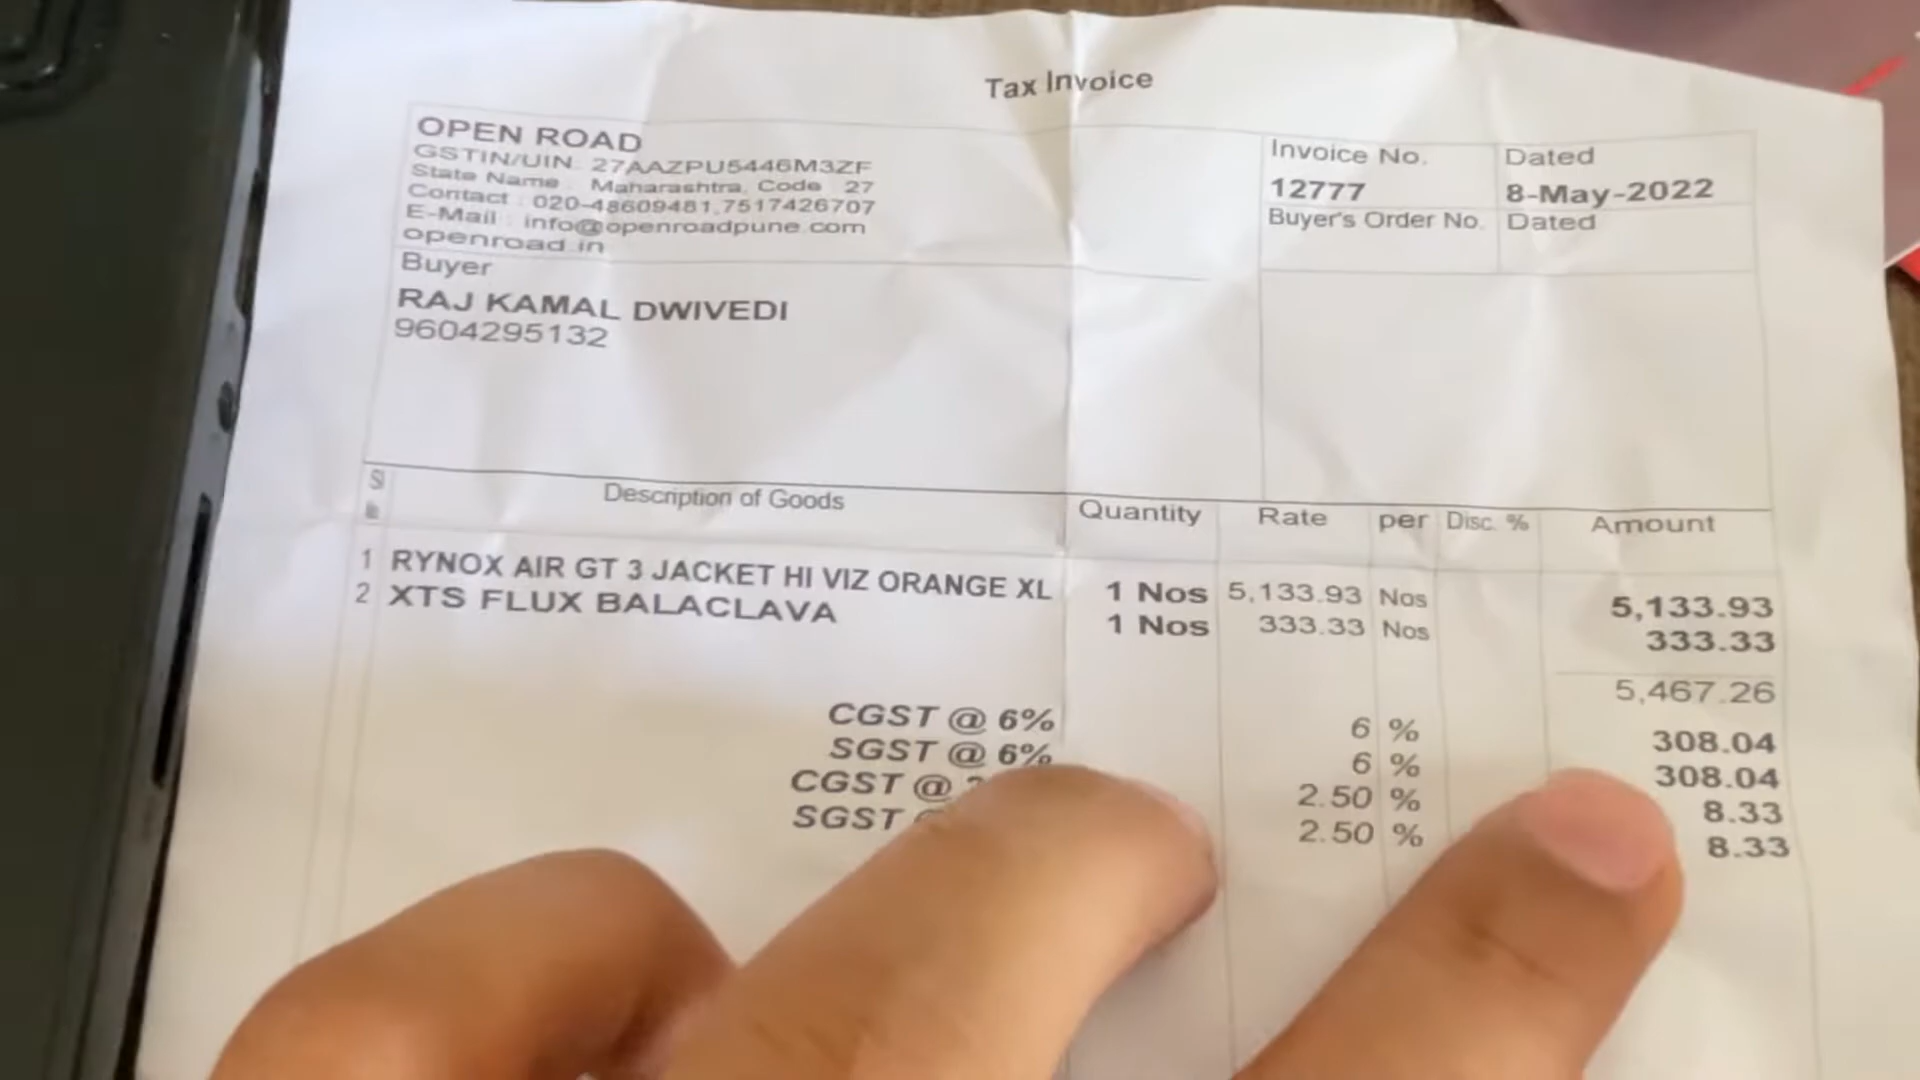 Tax Invoice
OPEN ROAD
GSTIN/UIN: 27AAZPU5446M3ZF
State Name : Maharashtra, Code : 27
Contact : 020-48609481,7517426707
E-Mail : info@openroadpune.com
openroad.in
Invoice No. Dated
12777 8-May-2022
Buyer's Order No. Dated
Buyer
RAJ KAMAL DWIVEDI
9604295132
Sl Description of Goods Quantity Rate per Disc. % Amount
1 RYNOX AIR GT 3 JACKET HI VIZ ORANGE XL 1 Nos 5,133.93 Nos 5,133.93
2 XTS FLUX BALACLAVA 1 Nos 333.33 Nos 333.33
5,467.26
CGST @ 6% 6 % 308.04
SGST @ 6% 6 % 308.04
CGST @ 2.50 % 8.33
SGST 2.50 % 8.33